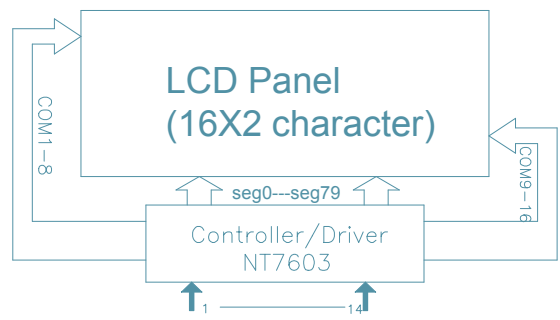 LCD Panel
(16X2 character)
COM1-8
COM9-16
seg0---seg79
Controller/Driver
NT7603
1 14